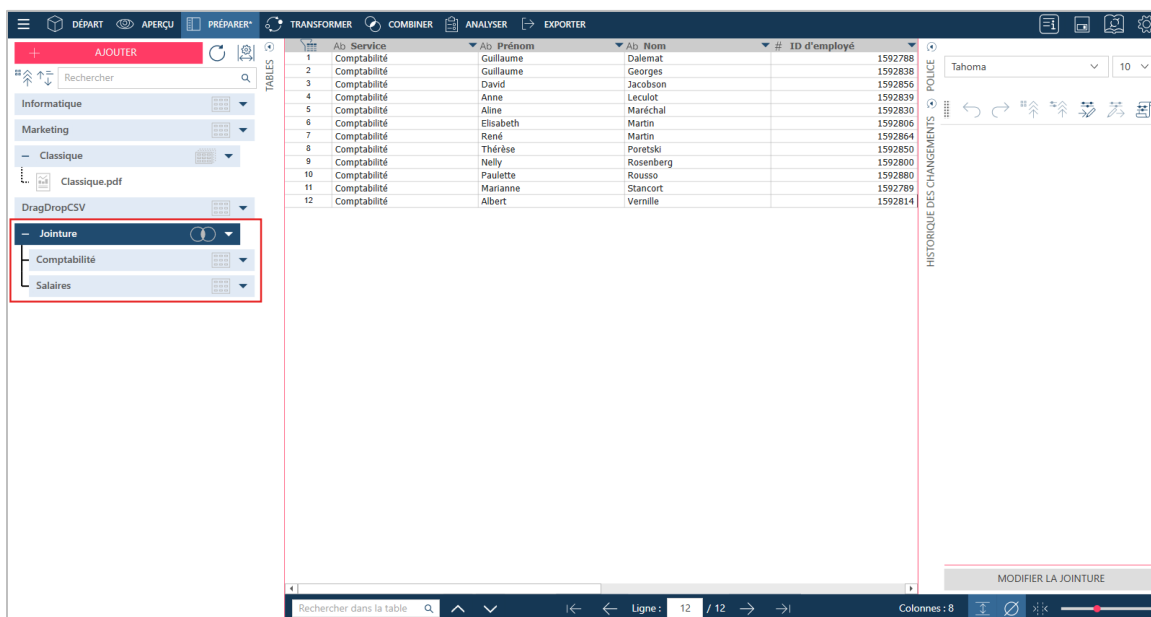 DÉPART APERÇU PRÉPARER* TRANSFORMER COMBINER ANALYSER EXPORTER
AJOUTER
Rechercher
Informatique
Marketing
Classique
Classique.pdf
DragDropCSV
Jointure
Comptabilité
Salaires
TABLES
Ab Service Ab Prénom Ab Nom # ID d'employé
1 Comptabilité Guillaume Dalemat 1592788
2 Comptabilité Guillaume Georges 1592838
3 Comptabilité David Jacobson 1592856
4 Comptabilité Anne Leculot 1592839
5 Comptabilité Aline Maréchal 1592830
6 Comptabilité Elisabeth Martin 1592806
7 Comptabilité René Martin 1592864
8 Comptabilité Thérèse Poretski 1592850
9 Comptabilité Nelly Rosenberg 1592800
10 Comptabilité Paulette Rousso 1592880
11 Comptabilité Marianne Stancort 1592789
12 Comptabilité Albert Vernille 1592814
POLICE
Tahoma 10
HISTORIQUE DES CHANGEMENTS
MODIFIER LA JOINTURE
Rechercher dans la table Ligne : 12 / 12 Colonnes : 8